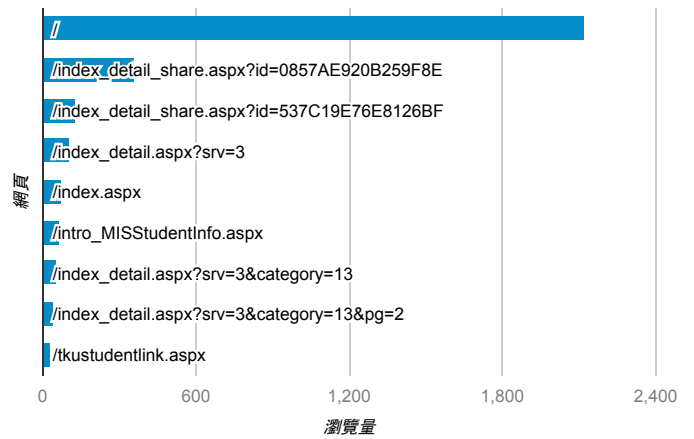 /
/index_detail_share.aspx?id=0857AE920B259F8E
/index_detail_share.aspx?id=537C19E76E8126BF
/index_detail.aspx?srv=3
/index.aspx
/intro_MISStudentInfo.aspx
/index_detail.aspx?srv=3&category=13
/index_detail.aspx?srv=3&category=13&pg=2
/tkustudentlink.aspx
網頁
0 600 1,200 1,800 2,400
瀏覽量